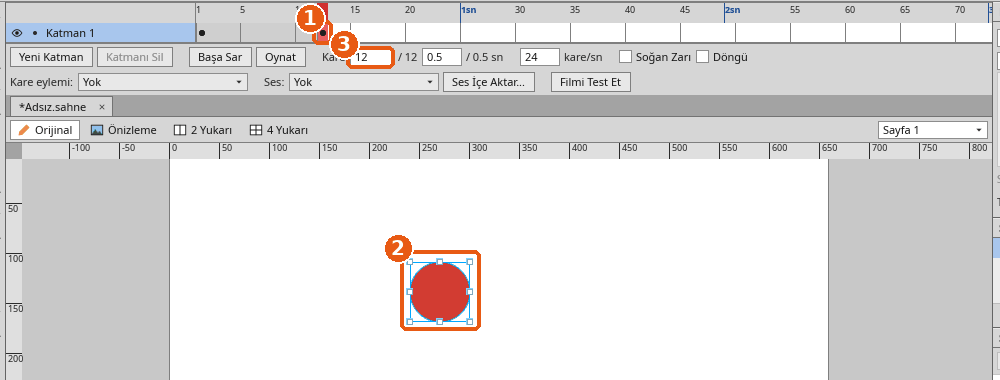 1 5 15 20 1sn 30 35 40 45 50 2sn 55 60 65 70
1
Katman 1
3
Yeni Katman Katmanı Sil Başa Sar Oynat 12 / 12 0.5 / 0.5 sn 24 kare/sn Soğan Zarı Döngü
Kare eylemi: Yok Ses: Yok Ses İçe Aktar... Filmi Test Et
*Adsız.sahne ×
Orijinal Önizleme 2 Yukarı 4 Yukarı Sayfa 1
-100 -50 0 50 100 150 200 250 300 350 400 450 500 550 600 650 700 750 800
50
2
100
150
200